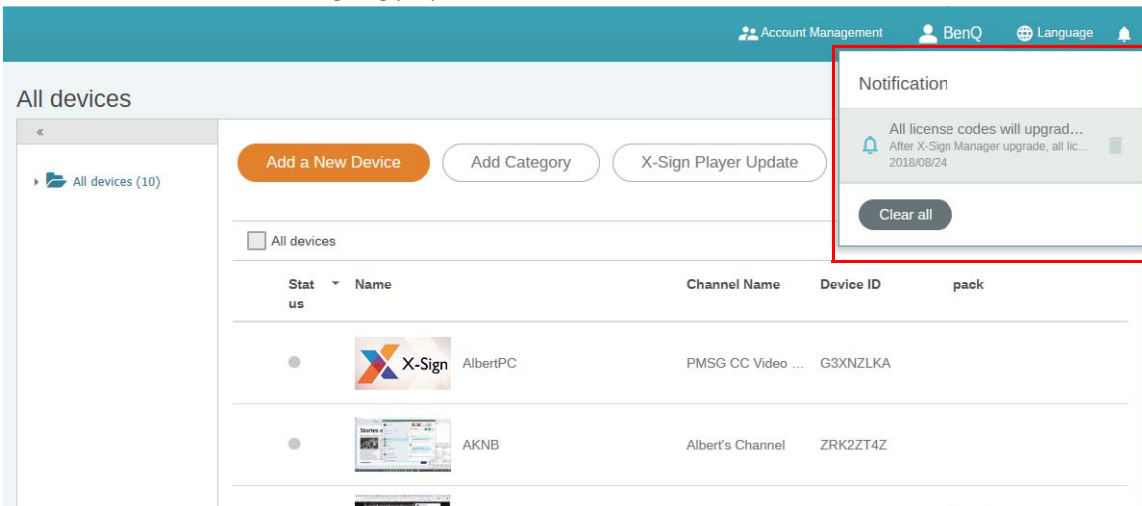 Account Management BenQ Language
Notification
All devices
All license codes will upgrad...
After X-Sign Manager upgrade, all lic...
2018/08/24
Clear all
«
All devices (10)
Add a New Device Add Category X-Sign Player Update
All devices
Stat
us
Name Channel Name Device ID pack
X-Sign AlbertPC PMSG CC Video ... G3XNZLKA
AKNB Albert's Channel ZRK2ZT4Z